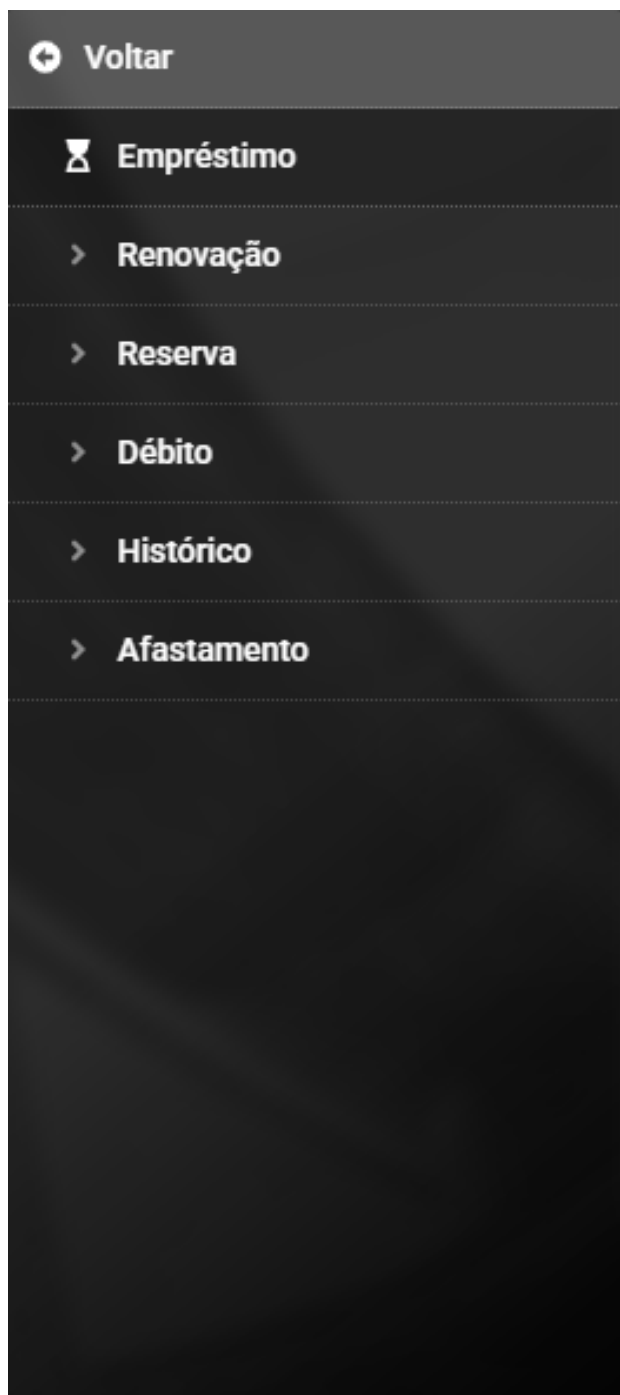 Voltar
Empréstimo
Renovação
Reserva
Débito
Histórico
Afastamento